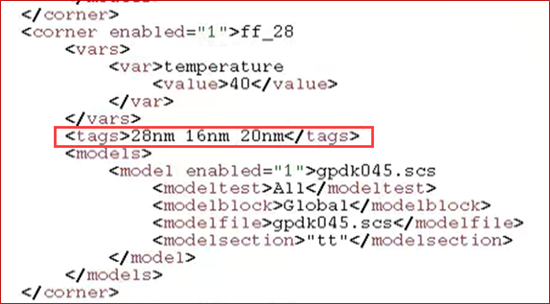 </corner>
<corner enabled="1">ff_28
<vars>
<var>temperature
<value>40</value>
</var>
</vars>
<tags>28nm 16nm 20nm</tags>
<models>
<model enabled="1">gpdk045.scs
<modeltest>All</modeltest>
<modelblock>Global</modelblock>
<modelfile>gpdk045.scs</modelfile>
<modelsection>"tt"</modelsection>
</model>
</models>
</corner>